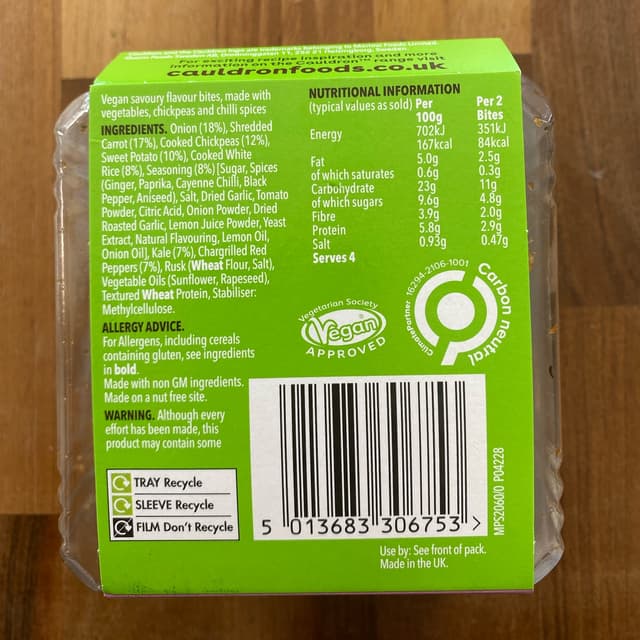 For exciting recipe inspiration and more
information on the Cauldron™ range visit
cauldronfoods.co.uk
Vegan savoury flavour bites, made with
vegetables, chickpeas and chilli spices
INGREDIENTS. Onion (18%), Shredded
Carrot (17%), Cooked Chickpeas (12%),
Sweet Potato (10%), Cooked White
Rice (8%), Seasoning (8%) [Sugar, Spices
(Ginger, Paprika, Cayenne Chilli, Black
Pepper, Aniseed), Salt, Dried Garlic, Tomato
Powder, Citric Acid, Onion Powder, Dried
Roasted Garlic, Lemon Juice Powder, Yeast
Extract, Natural Flavouring, Lemon Oil,
Onion Oil], Kale (7%), Chargrilled Red
Peppers (7%), Rusk (Wheat Flour, Salt),
Vegetable Oils (Sunflower, Rapeseed),
Textured Wheat Protein, Stabiliser:
Methylcellulose.
ALLERGY ADVICE.
For Allergens, including cereals
containing gluten, see ingredients
in bold.
Made with non GM ingredients.
Made on a nut free site.
WARNING. Although every
effort has been made, this
product may contain some
TRAY Recycle
SLEEVE Recycle
FILM Don't Recycle
NUTRITIONAL INFORMATION
(typical values as sold) Per 100g Per 2 Bites
Energy 702kJ 351kJ
167kcal 84kcal
Fat 5.0g 2.5g
of which saturates 0.6g 0.3g
Carbohydrate 23g 11g
of which sugars 9.6g 4.8g
Fibre 3.9g 2.0g
Protein 5.8g 2.9g
Salt 0.93g 0.47g
Serves 4
Vegetarian Society
Vegan
APPROVED
ClimatePartner 16294-2106-1001
Carbon neutral
5 013683 306753 >
MPS2060/0 P04228
Use by: See front of pack.
Made in the UK.